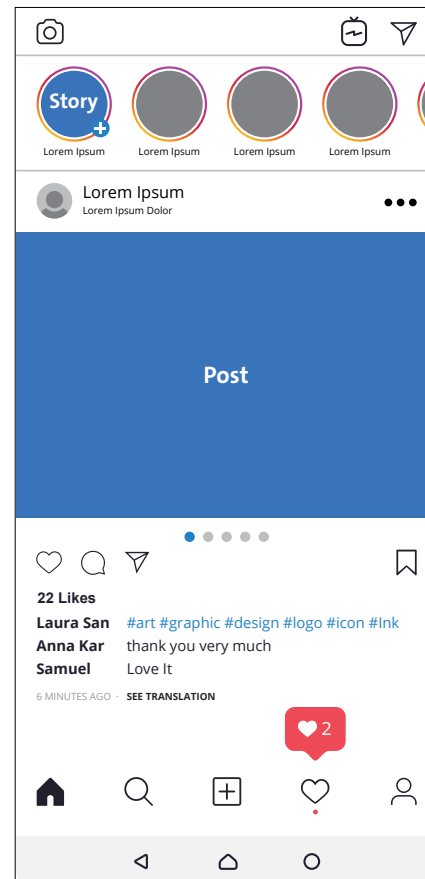 Story
Lorem Ipsum Lorem Ipsum Lorem Ipsum Lorem Ipsum
Lorem Ipsum
Lorem Ipsum Dolor
Post
22 Likes
Laura San #art #graphic #design #logo #icon #Ink
Anna Kar thank you very much
Samuel Love It
6 MINUTES AGO · SEE TRANSLATION
2